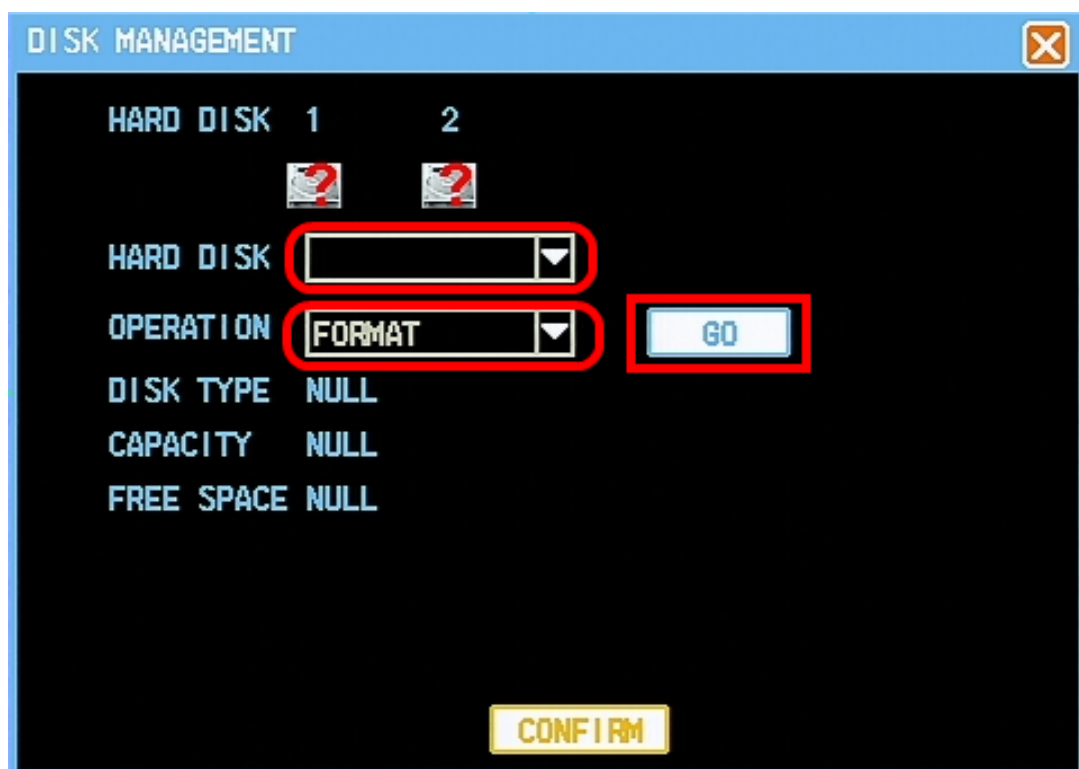 DISK MANAGEMENT
HARD DISK 1 2
? ?
HARD DISK
OPERATION FORMAT GO
DISK TYPE NULL
CAPACITY NULL
FREE SPACE NULL
CONFIRM